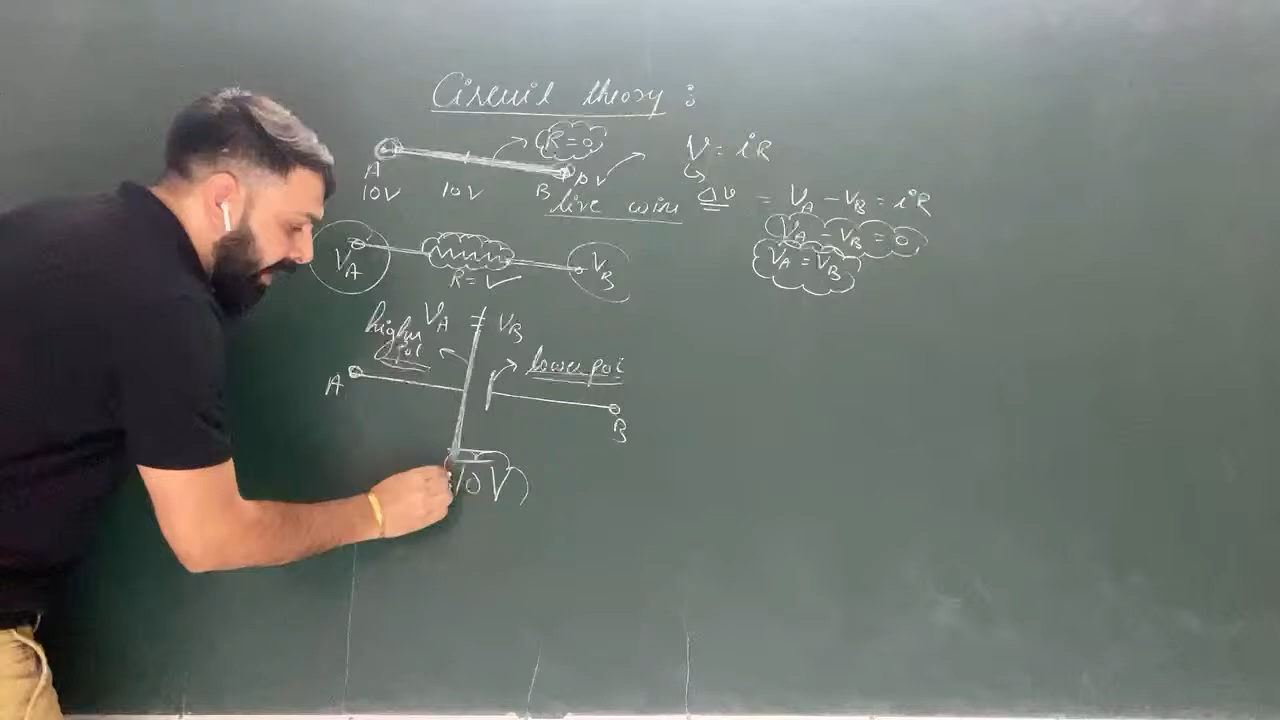 Circuit theory :
R=0
V = iR
A
B
10V
10V
10V
live wire
ΔV = VA - VB = iR
VA - VB = 0
VA = VB
VA
VB
R= ✓
higher pot
VA ≠ VB
lower pot
A
B
10V